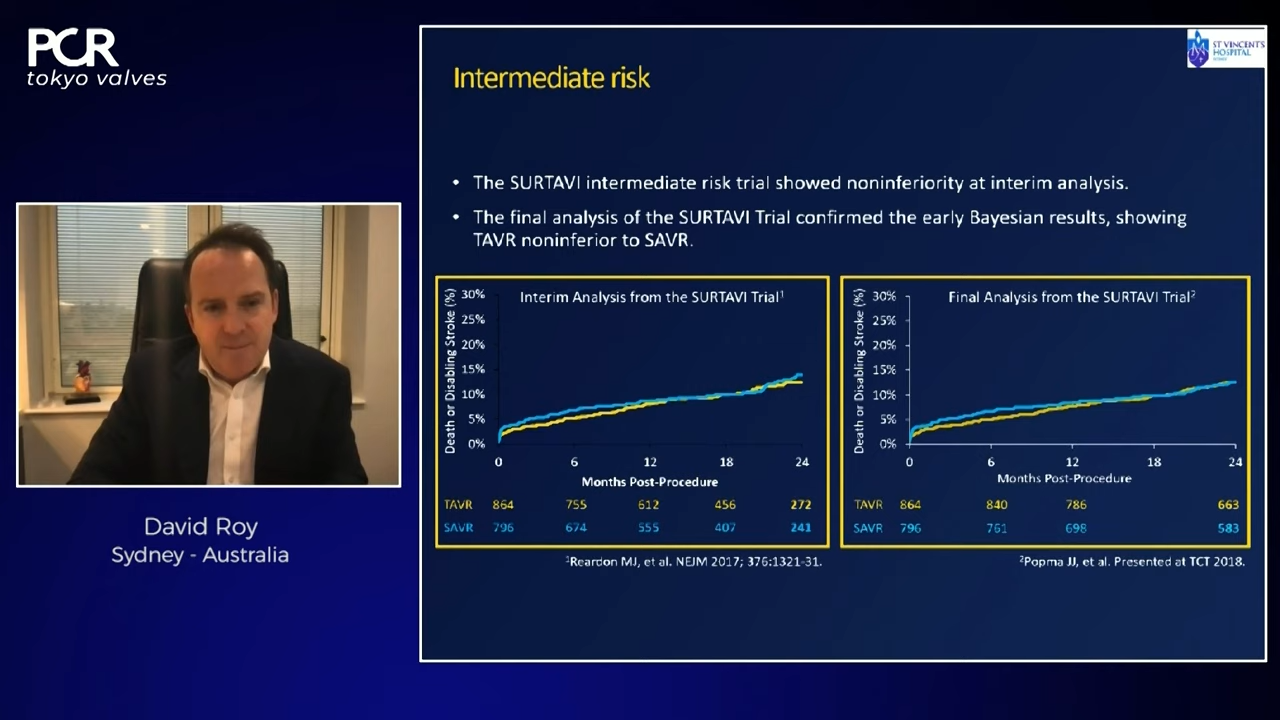 PCR
tokyo valves
ST VINCENT'S
HOSPITAL
Intermediate risk
• The SURTAVI intermediate risk trial showed noninferiority at interim analysis.
• The final analysis of the SURTAVI Trial confirmed the early Bayesian results, showing
TAVR noninferior to SAVR.
Interim Analysis from the SURTAVI Trial¹
Death or Disabling Stroke (%)
30%
25%
20%
15%
10%
5%
0%
0 6 12 18 24
Months Post-Procedure
TAVR 864 755 612 456 272
SAVR 796 674 555 407 241
¹Reardon MJ, et al. NEJM 2017; 376:1321-31.
Final Analysis from the SURTAVI Trial²
Death or Disabling Stroke (%)
30%
25%
20%
15%
10%
5%
0%
0 6 12 18 24
Months Post-Procedure
TAVR 864 840 786 663
SAVR 796 761 698 583
²Popma JJ, et al. Presented at TCT 2018.
David Roy
Sydney - Australia